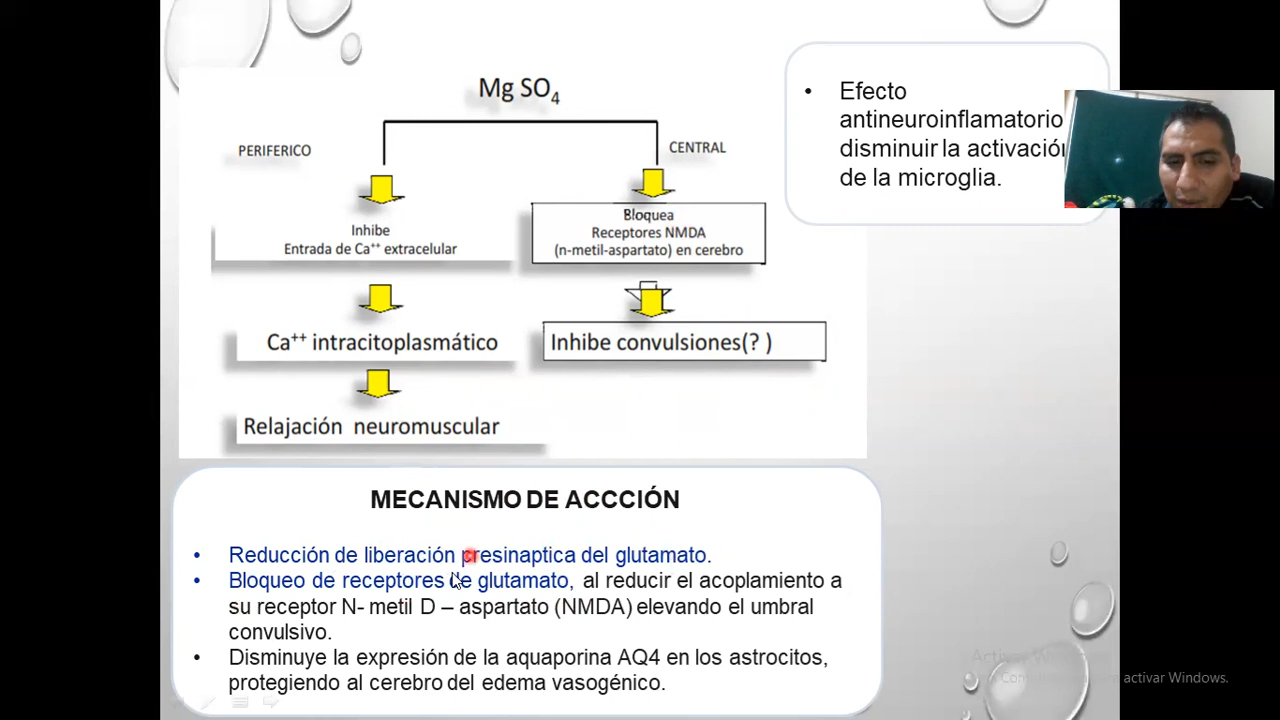 Mg SO4
PERIFERICO
CENTRAL
Inhibe
Entrada de Ca++ extracelular
Ca++ intracitoplasmático
Relajación neuromuscular
Bloquea
Receptores NMDA
(n-metil-aspartato) en cerebro
Inhibe convulsiones(? )
• Efecto
antineuroinflamatorio
disminuir la activación
de la microglia.
MECANISMO DE ACCCIÓN
• Reducción de liberación presinaptica del glutamato.
• Bloqueo de receptores de glutamato, al reducir el acoplamiento a
su receptor N- metil D – aspartato (NMDA) elevando el umbral
convulsivo.
• Disminuye la expresión de la aquaporina AQ4 en los astrocitos,
protegiendo al cerebro del edema vasogénico.
activar Windows.